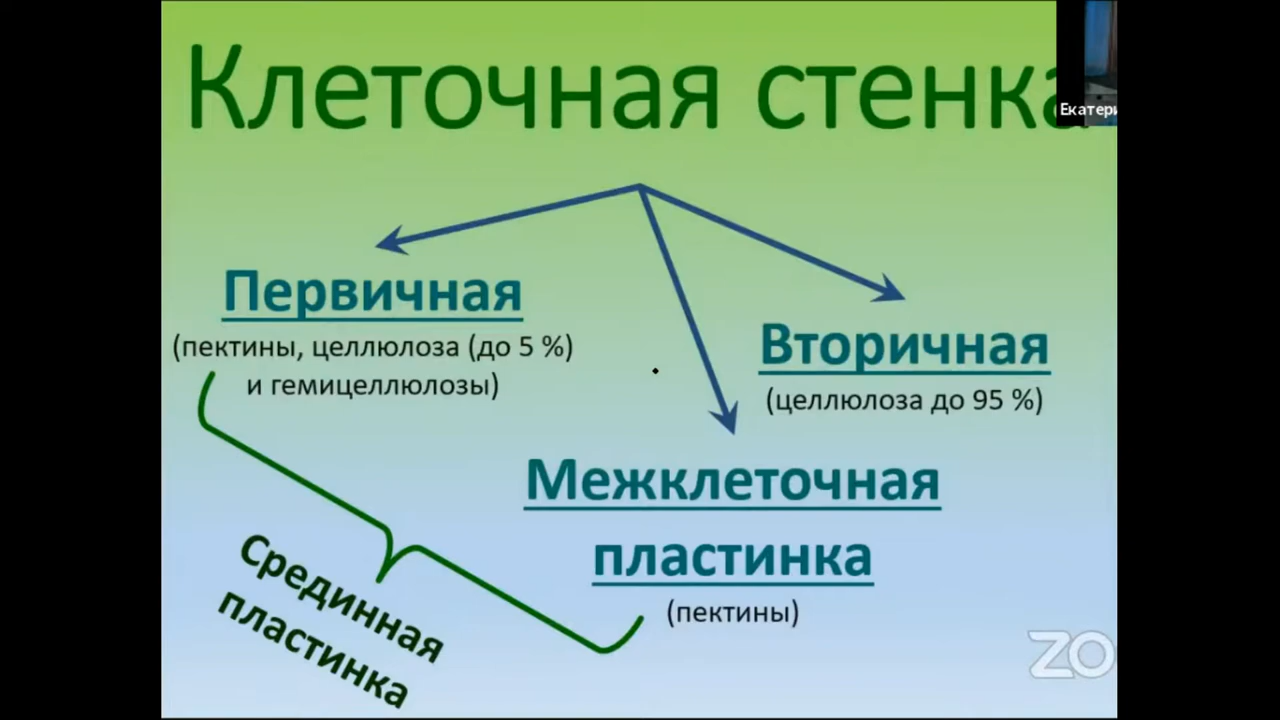 Клеточная стенка
Первичная
(пектины, целлюлоза (до 5 %)
и гемицеллюлозы)
Вторичная
(целлюлоза до 95 %)
Межклеточная
пластинка
(пектины)
Срединная
пластинка